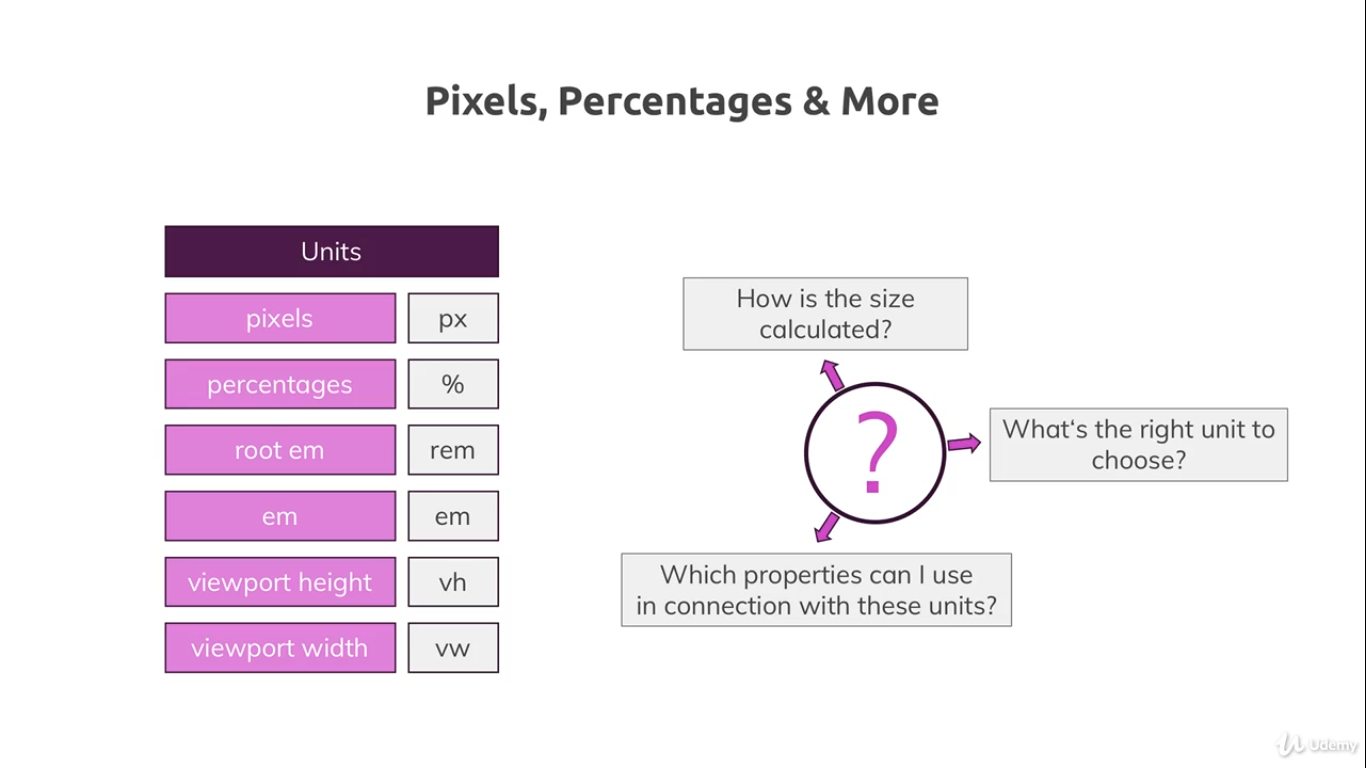 Pixels, Percentages & More
Units
pixels
px
percentages
%
root em
rem
em
em
viewport height
vh
viewport width
vw
How is the size
calculated?
?
What‘s the right unit to
choose?
Which properties can I use
in connection with these units?
Udemy